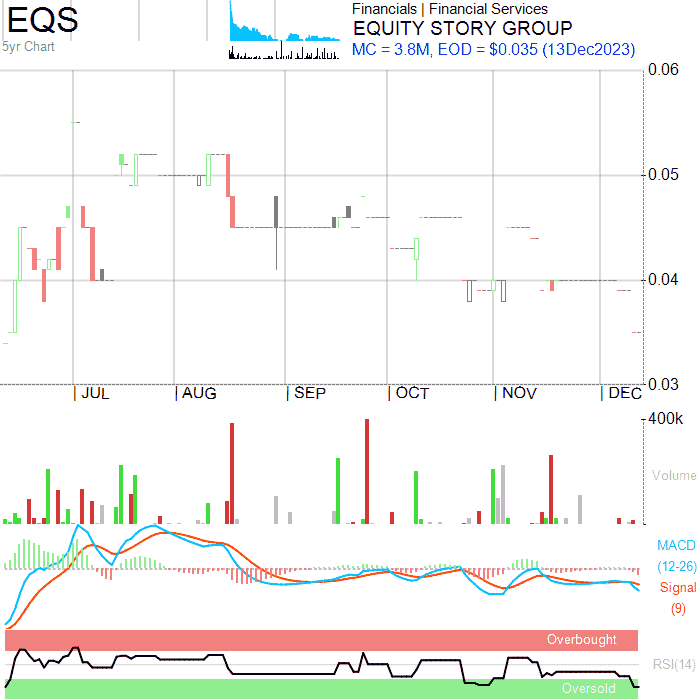 EQS
5yr Chart
Financials | Financial Services
EQUITY STORY GROUP
MC = 3.8M, EOD = $0.035 (13Dec2023)
0.06
0.05
0.04
0.03
| JUL | AUG | SEP | OCT | NOV | DEC
400k
Volume
MACD
(12-26)
Signal
(9)
Overbought
RSI(14)
Oversold